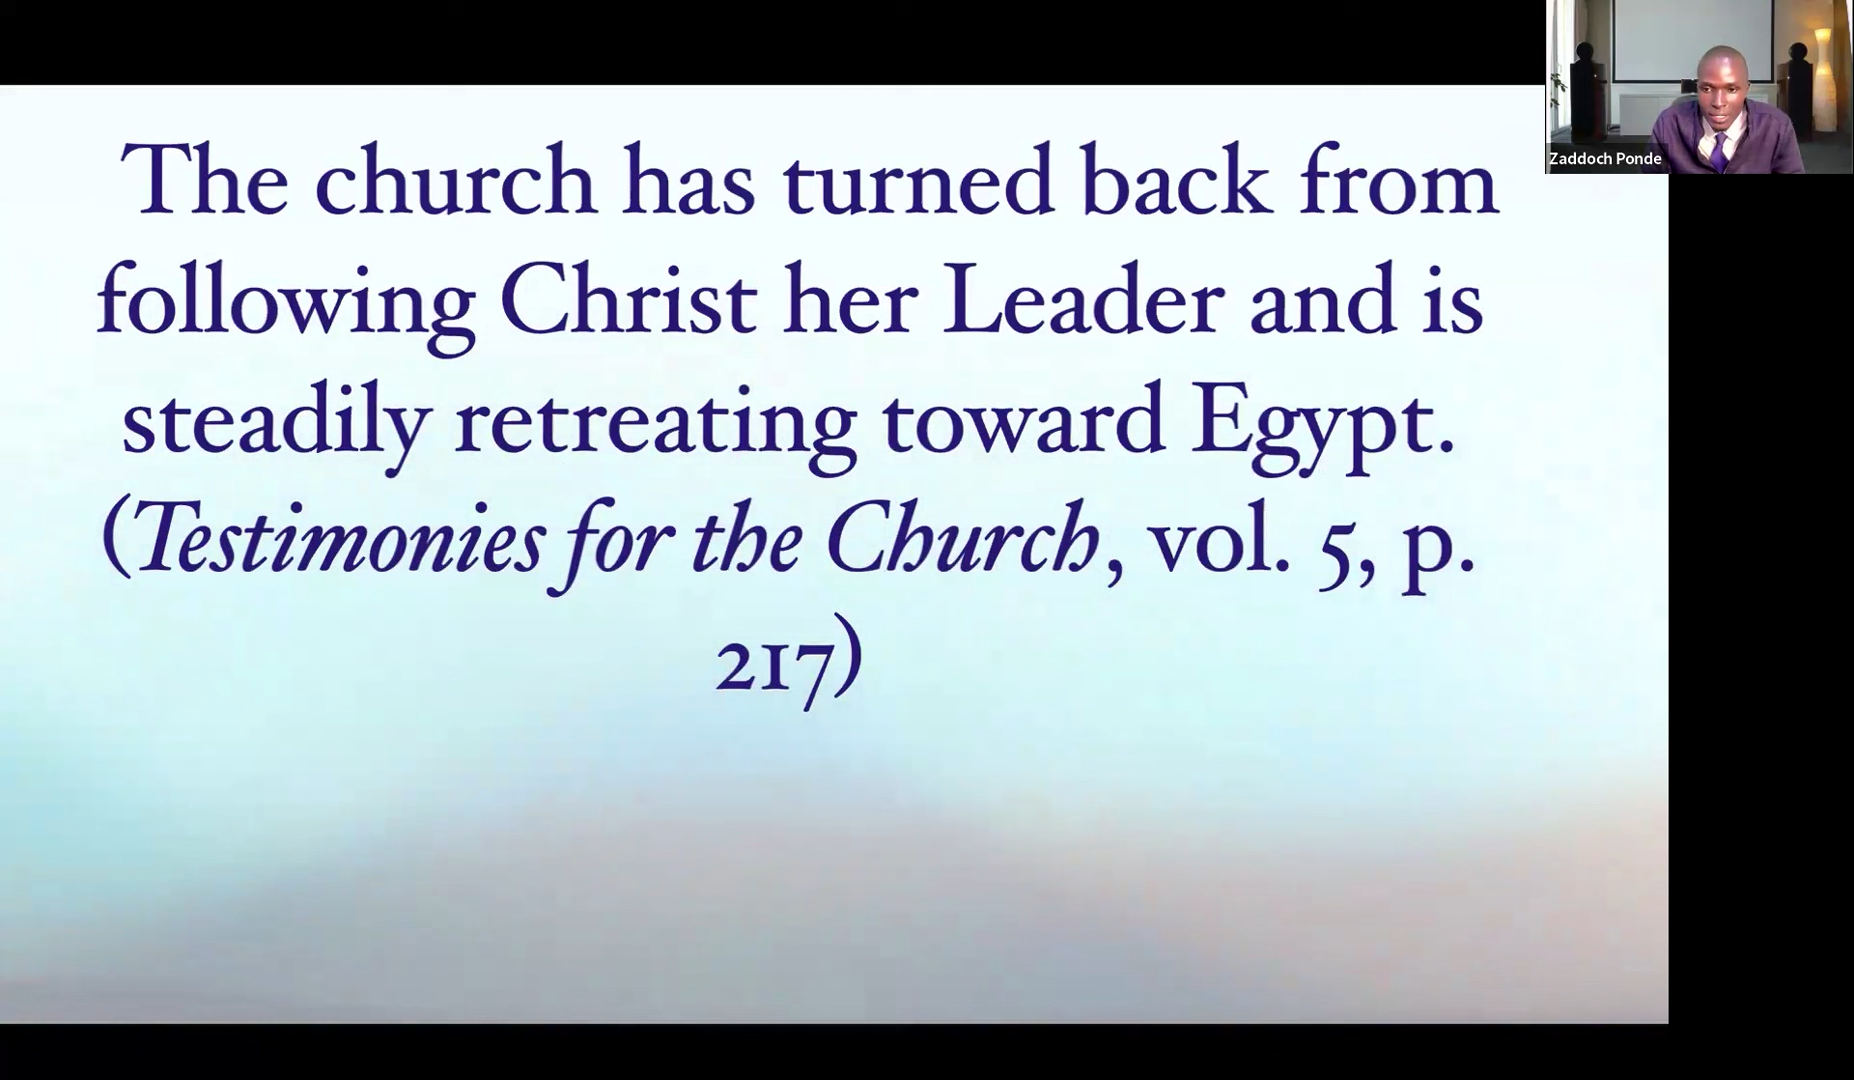 The church has turned back from
following Christ her Leader and is
steadily retreating toward Egypt.
(Testimonies for the Church, vol. 5, p.
217)
Zaddoch Ponde